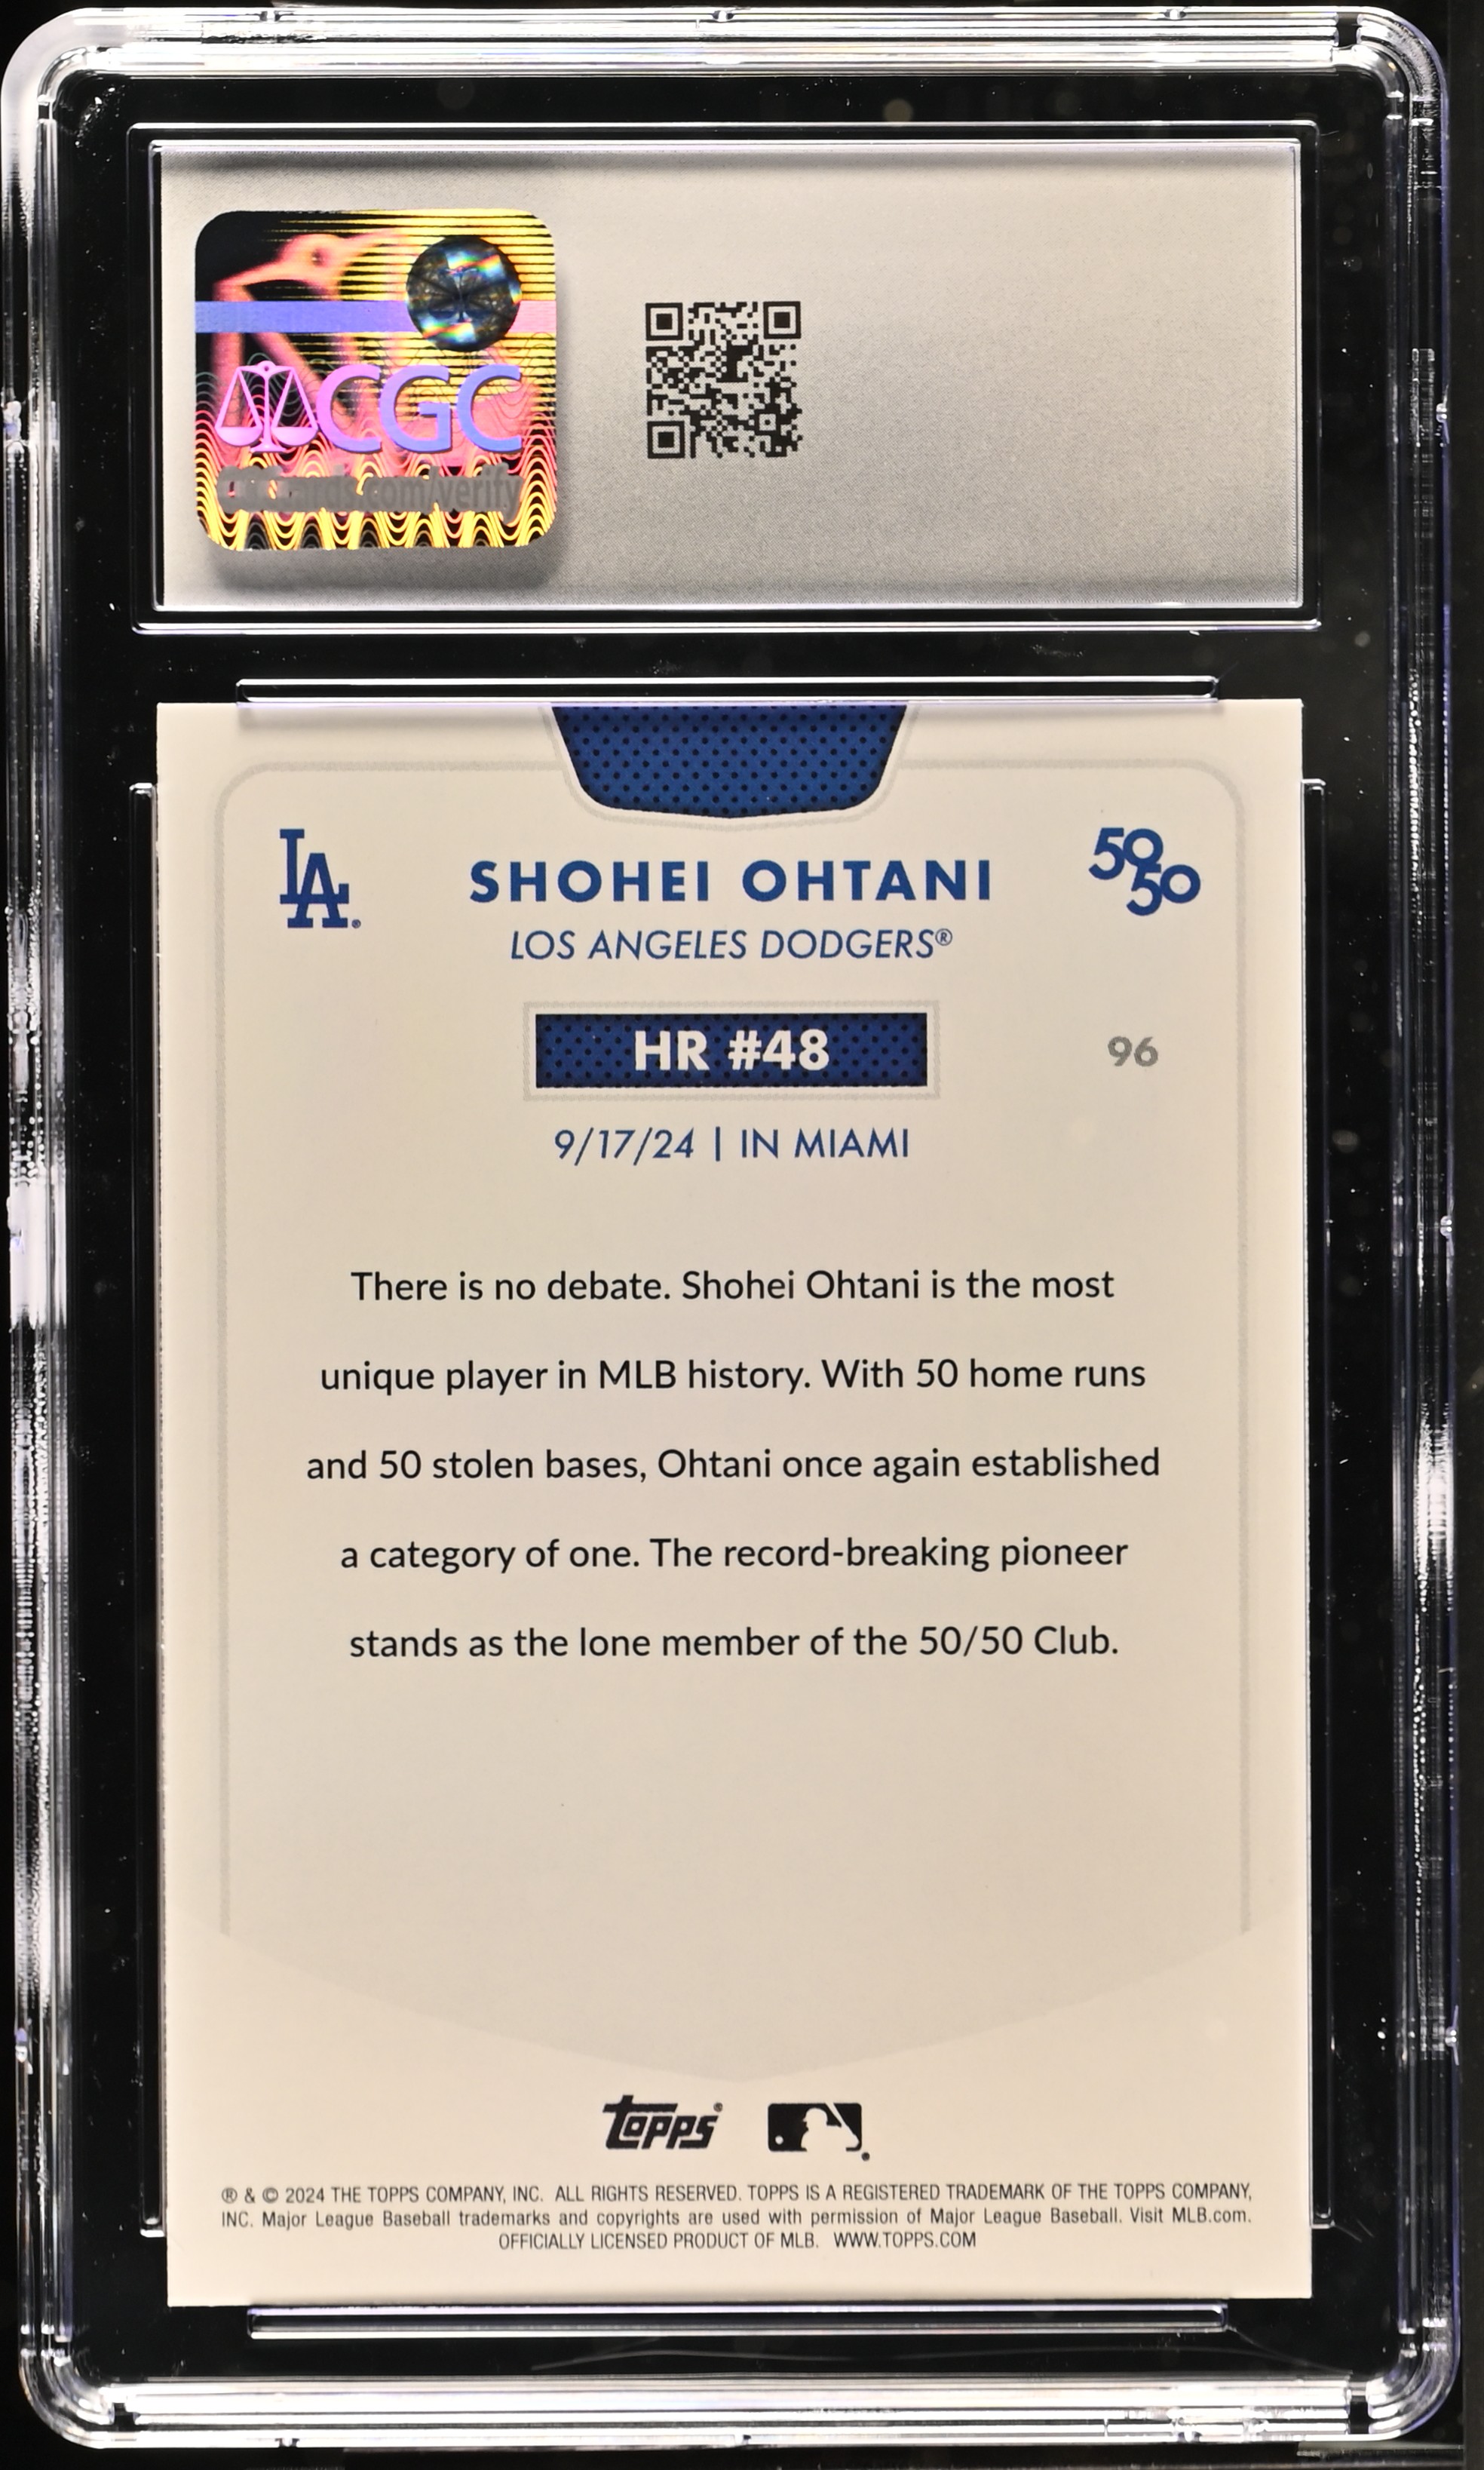 CGC
CGCcards.com/verify
LA®
SHOHEI OHTANI
50
50
LOS ANGELES DODGERS®
HR #48
96
9/17/24 | IN MIAMI
There is no debate. Shohei Ohtani is the most
unique player in MLB history. With 50 home runs
and 50 stolen bases, Ohtani once again established
a category of one. The record-breaking pioneer
stands as the lone member of the 50/50 Club.
topps®
® & © 2024 THE TOPPS COMPANY, INC. ALL RIGHTS RESERVED. TOPPS IS A REGISTERED TRADEMARK OF THE TOPPS COMPANY,
INC. Major League Baseball trademarks and copyrights are used with permission of Major League Baseball. Visit MLB.com.
OFFICIALLY LICENSED PRODUCT OF MLB. WWW.TOPPS.COM